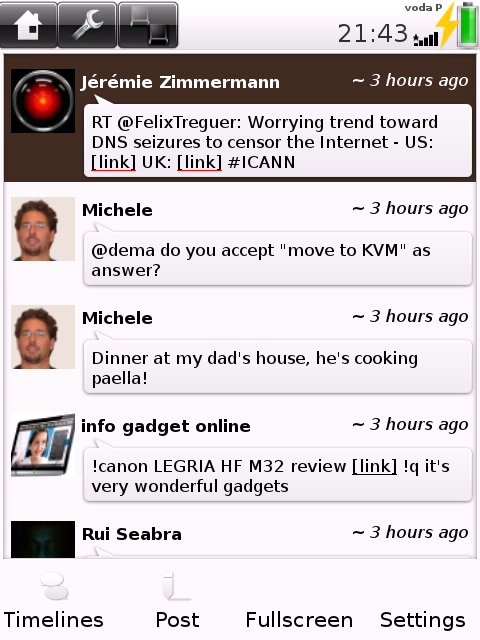 voda P
21:43
Jérémie Zimmermann ~ 3 hours ago
RT @FelixTreguer: Worrying trend toward
DNS seizures to censor the Internet - US:
[link] UK: [link] #ICANN
Michele ~ 3 hours ago
@dema do you accept "move to KVM" as
answer?
Michele ~ 3 hours ago
Dinner at my dad's house, he's cooking
paella!
info gadget online ~ 3 hours ago
!canon LEGRIA HF M32 review [link] !q it's
very wonderful gadgets
Rui Seabra ~ 3 hours ago
Timelines Post Fullscreen Settings